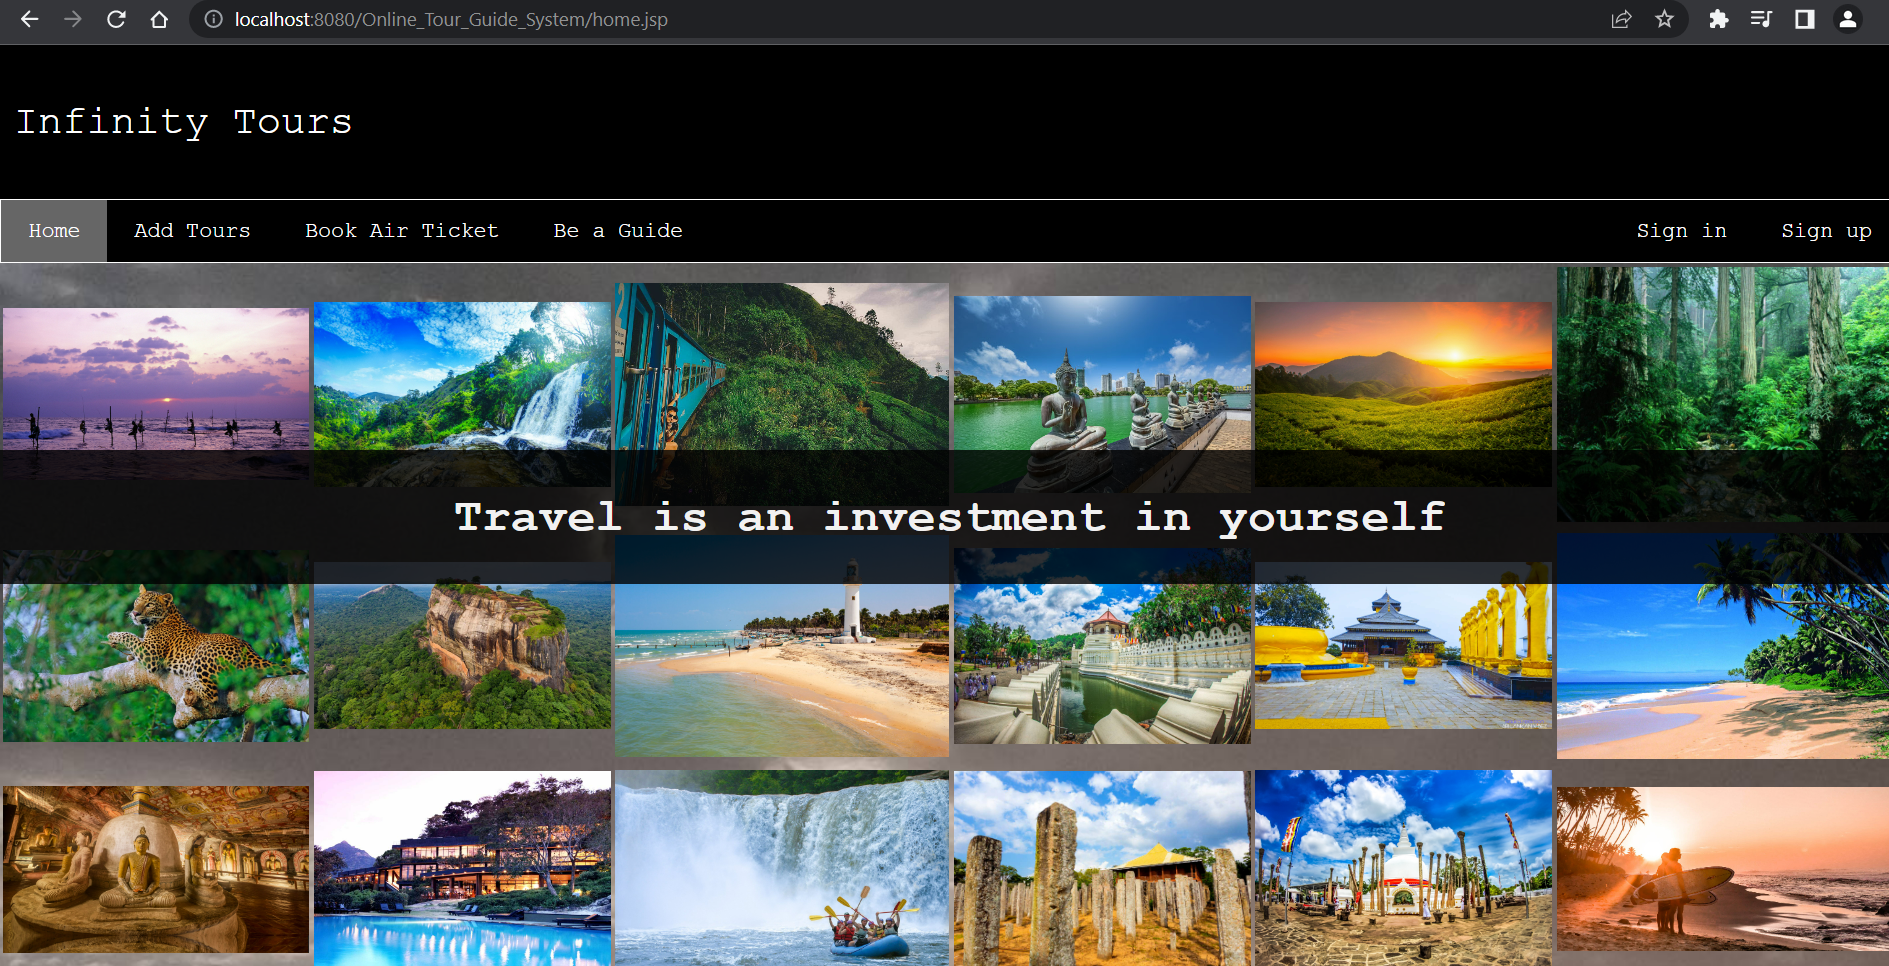 localhost:8080/Online_Tour_Guide_System/home.jsp
Infinity Tours
Home Add Tours Book Air Ticket Be a Guide Sign in Sign up
Travel is an investment in yourself